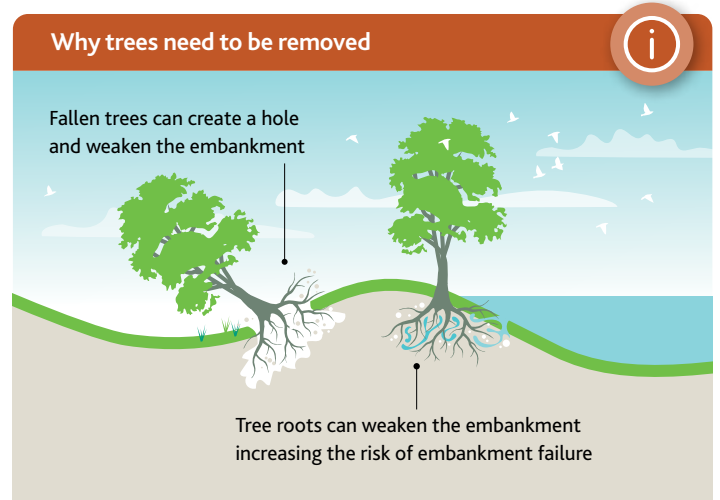 Why trees need to be removed
i
Fallen trees can create a hole
and weaken the embankment
Tree roots can weaken the embankment
increasing the risk of embankment failure